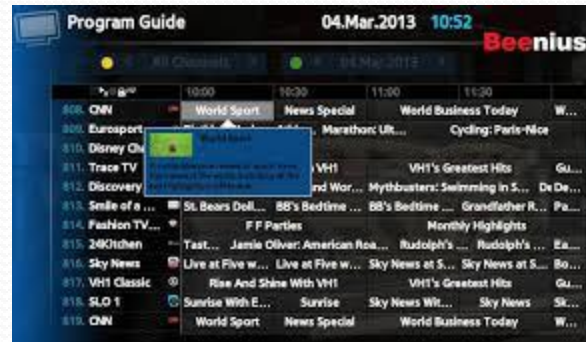 Program Guide 04.Mar.2013 10:52
Beenius
All Channels 04.Mar.2013
10:00 10:30 11:00 11:30
808. CNN World Sport News Special World Business Today W...
809. Eurosport Marathon: Ult... Cycling: Paris-Nice
World Sport
810. Disney Ch
811. Trace TV VH1 VH1's Greatest Hits Gu...
812. Discovery and Wor... Mythbusters: Swimming in S... De De...
813. Smile of a... St. Bears Doll... BB's Bedtime ... BB's Bedtime ... Grandfather R... Pa...
814. Fashion TV... F F Parties Monthly Highlights
815. 24Kitchen Tast... Jamie Oliver: American Roa... Rudolph's ... Rudolph's ... Ea...
816. Sky News Live at Five w... Live at Five w... Sky News at S... Sky News at S... Bo...
817. VH1 Classic Rise And Shine With VH1 VH1's Greatest Hits Gu...
818. SLO 1 Sunrise With E... Sunrise Sky News Wit... Sky News Sk...
819. CNN World Sport News Special World Business Today W...